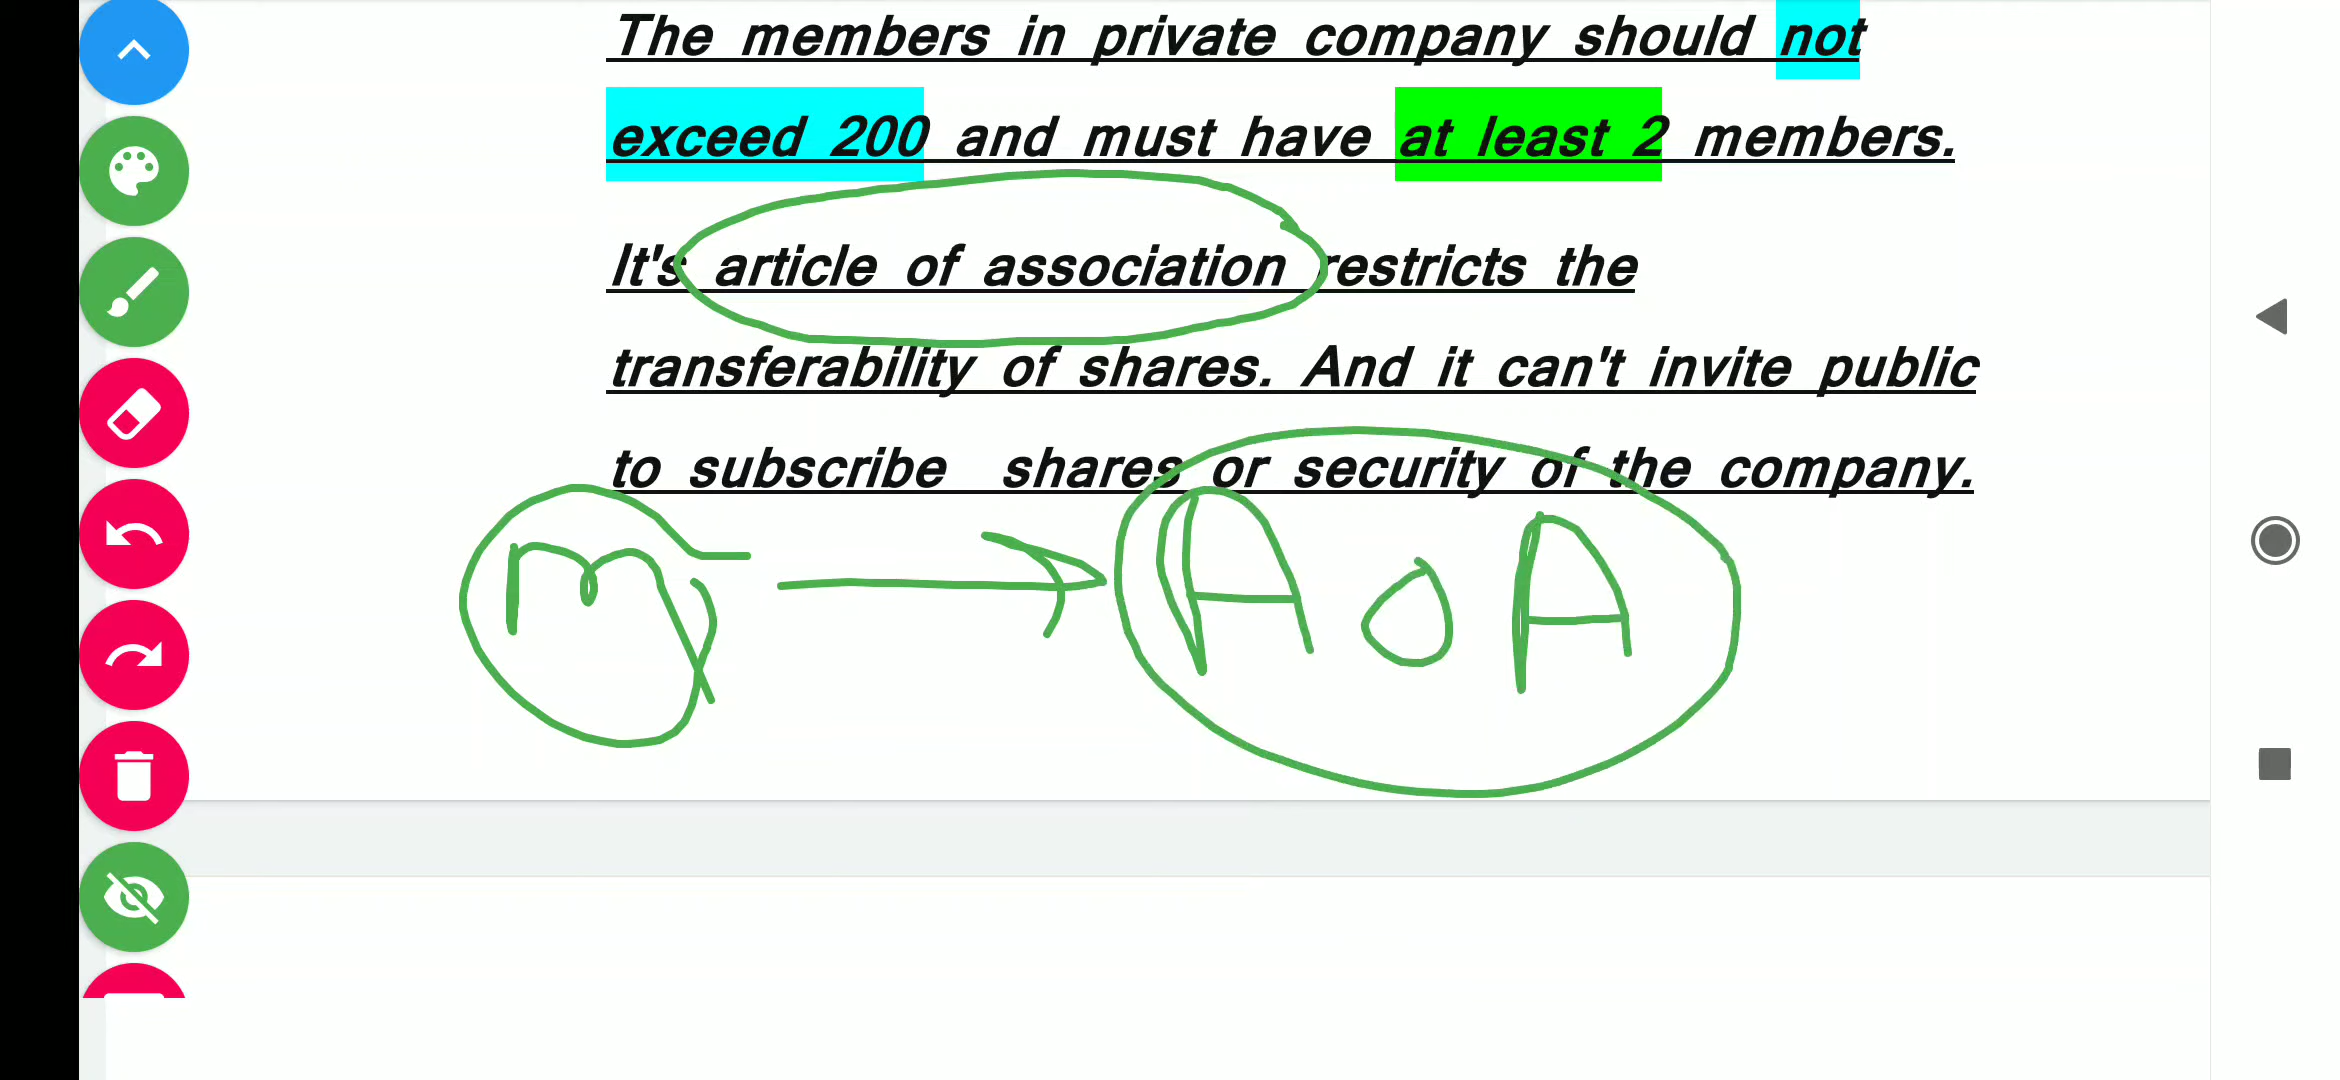 The members in private company should not
exceed 200 and must have at least 2 members.
It's article of association restricts the
transferability of shares. And it can't invite public
to subscribe shares or security of the company.
m AOA